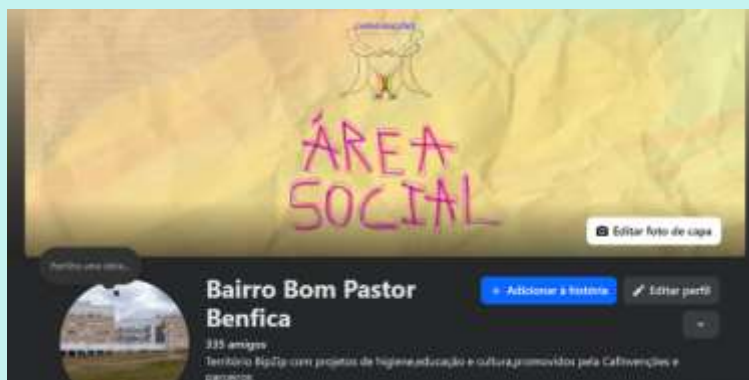 ÁREA
SOCIAL
Editar foto de capa
Bairro Bom Pastor
Benfica
+ Adicionar à história
Editar perfil
335 amigos
Território BipZip com projetos de higiene,educação e cultura,promovidos pela CafInvenções e
parceiros